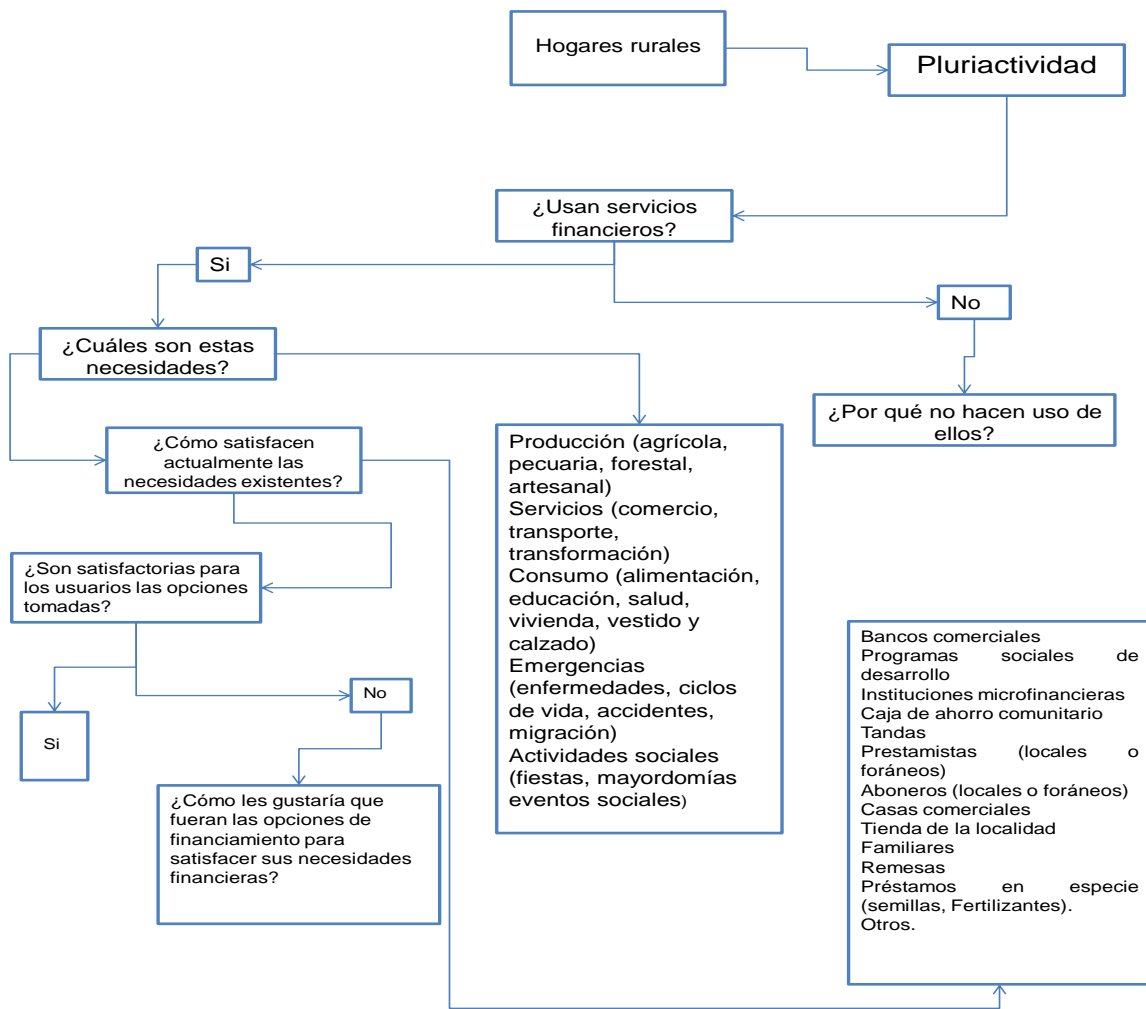 Hogares rurales
Pluriactividad
¿Usan servicios
financieros?
Si
No
¿Cuáles son estas
necesidades?
¿Por qué no hacen uso de
ellos?
¿Cómo satisfacen
actualmente las
necesidades existentes?
Producción (agrícola,
pecuaria, forestal,
artesanal)
Servicios (comercio,
transporte,
transformación)
Consumo (alimentación,
educación, salud,
vivienda, vestido y
calzado)
Emergencias
(enfermedades, ciclos
de vida, accidentes,
migración)
Actividades sociales
(fiestas, mayordomías
eventos sociales)
¿Son satisfactorias para
los usuarios las opciones
tomadas?
Si
No
¿Cómo les gustaría que
fueran las opciones de
financiamiento para
satisfacer sus necesidades
financieras?
Bancos comerciales
Programas sociales de
desarrollo
Instituciones microfinancieras
Caja de ahorro comunitario
Tandas
Prestamistas (locales o
foráneos)
Aboneros (locales o foráneos)
Casas comerciales
Tienda de la localidad
Familiares
Remesas
Préstamos en especie
(semillas, Fertilizantes).
Otros.